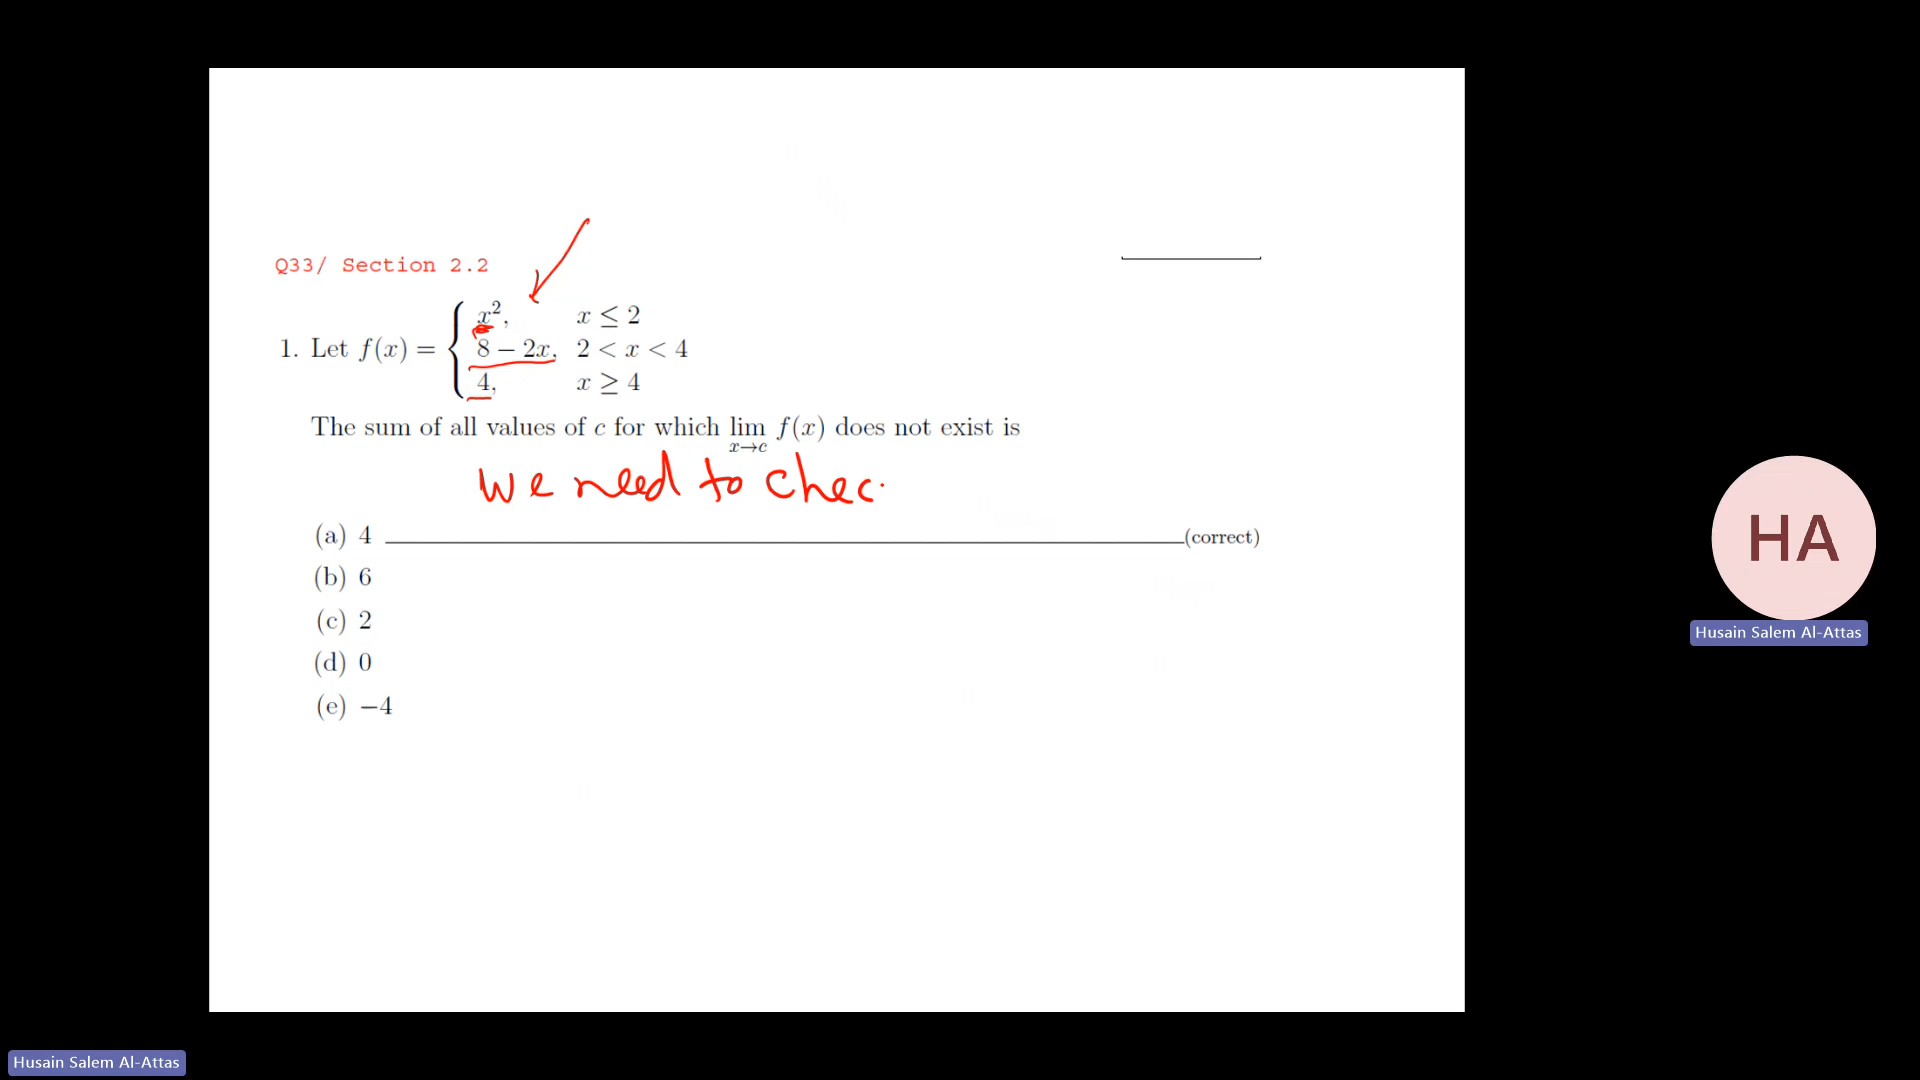 Q33/ Section 2.2
1. Let f(x) = { x², x ≤ 2
8 − 2x, 2 < x < 4
4, x ≥ 4
The sum of all values of c for which lim f(x) does not exist is
x→c
we need to chec
(a) 4 (correct)
(b) 6
(c) 2
(d) 0
(e) −4
HA
Husain Salem Al-Attas
Husain Salem Al-Attas